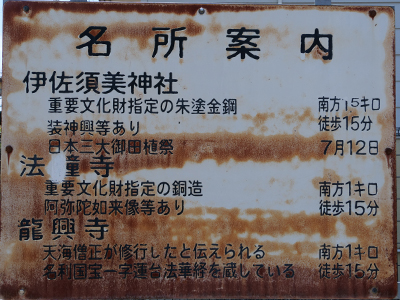 名所案内
伊佐須美神社
重要文化財指定の朱塗金鋼 南方15キロ
装神輿等あり 徒歩15分
日本三大御田植祭 7月12日
法幢寺
重要文化財指定の銅造 南方1キロ
阿弥陀如来像等あり 徒歩15分
龍興寺
天海僧正が修行したと伝えられる 南方1キロ
名刹国宝一字蓮台法華経を蔵している 徒歩15分